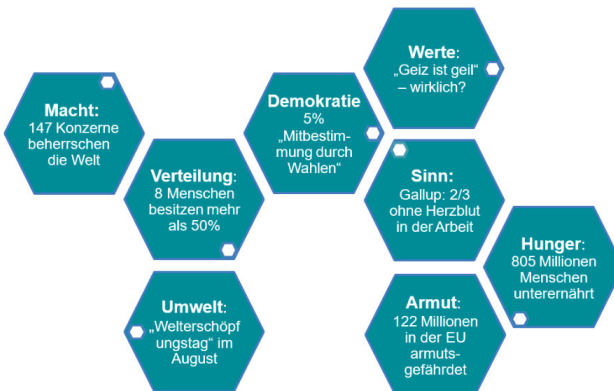 Macht:
147 Konzerne
beherrschen
die Welt
Verteilung:
8 Menschen
besitzen mehr
als 50%
Umwelt:
„Welterschöpf
ungstag“ im
August
Demokratie
5%
„Mitbestim-
mung durch
Wahlen“
Werte:
„Geiz ist geil“
– wirklich?
Sinn:
Gallup: 2/3
ohne Herzblut
in der Arbeit
Armut:
122 Millionen
in der EU
armuts-
gefährdet
Hunger:
805 Millionen
Menschen
unterernährt